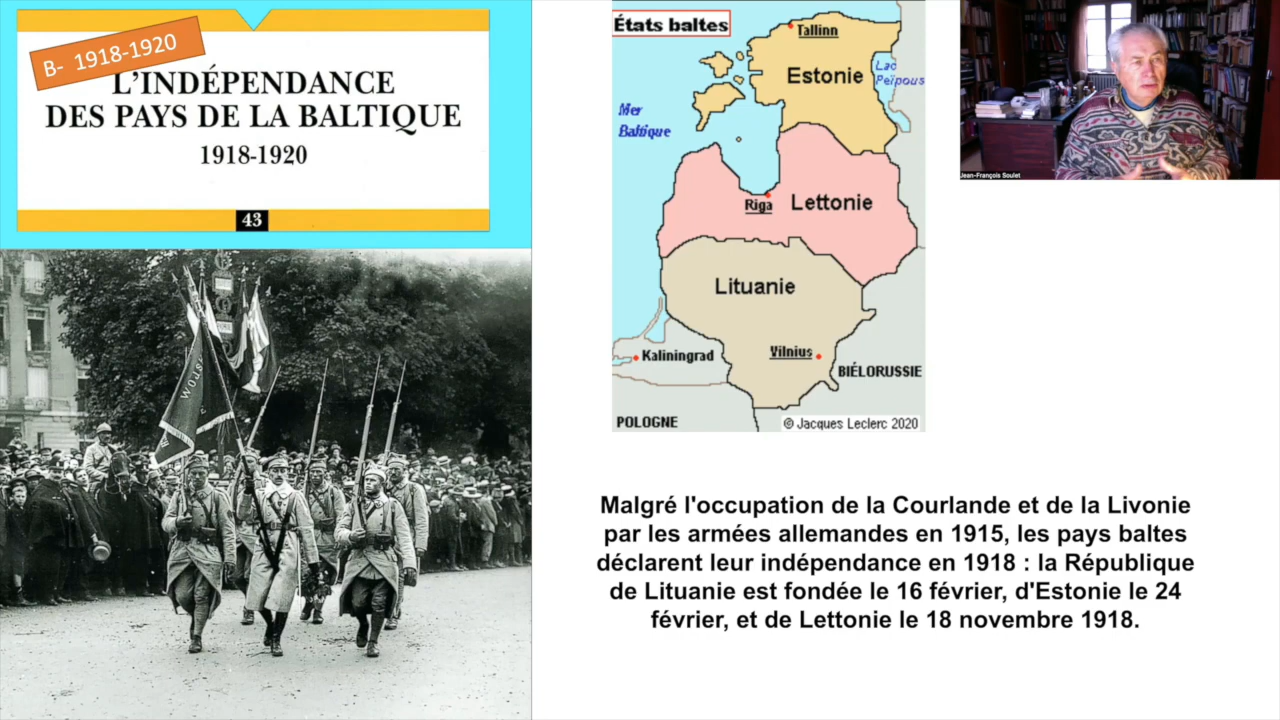 B- 1918-1920
L'INDÉPENDANCE
DES PAYS DE LA BALTIQUE
1918-1920
43
États baltes
Tallinn
Estonie
Lac
Peïpous
Mer
Baltique
Riga
Lettonie
Lituanie
Kaliningrad
Vilnius
BIÉLORUSSIE
POLOGNE
© Jacques Leclerc 2020
Jean-François Soulet
Malgré l'occupation de la Courlande et de la Livonie
par les armées allemandes en 1915, les pays baltes
déclarent leur indépendance en 1918 : la République
de Lituanie est fondée le 16 février, d'Estonie le 24
février, et de Lettonie le 18 novembre 1918.